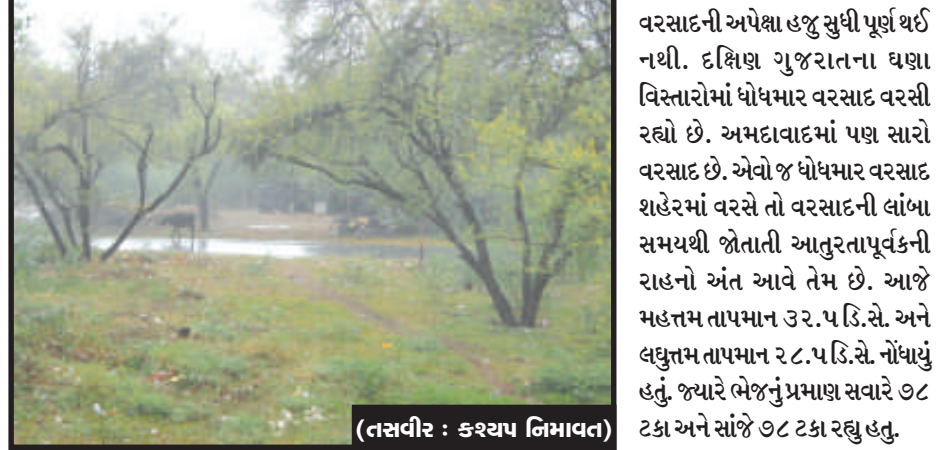 વરસાદની અપેક્ષા હજુ સુધી પૂર્ણ થઈ
નથી. દક્ષિણ ગુજરાતના ઘણા
વિસ્તારોમાં ધોધમાર વરસાદ વરસી
રહ્યો છે. અમદાવાદમાં પણ સારો
વરસાદ છે. એવો જ ધોધમાર વરસાદ
શહેરમાં વરસે તો વરસાદની લાંબા
સમયથી જોતાતી આતુરતાપૂર્વકની
રાહનો અંત આવે તેમ છે. આજે
મહત્તમ તાપમાન ૩૨.૫ ડિ.સે. અને
લઘુત્તમ તાપમાન ૨૮.૫ ડિ.સે. નોંધાયું
હતું. જ્યારે ભેજનું પ્રમાણ સવારે ૭૮
ટકા અને સાંજે ૭૮ ટકા રહ્યુ હતુ.
(તસવીર : કશ્યપ નિમાવત)